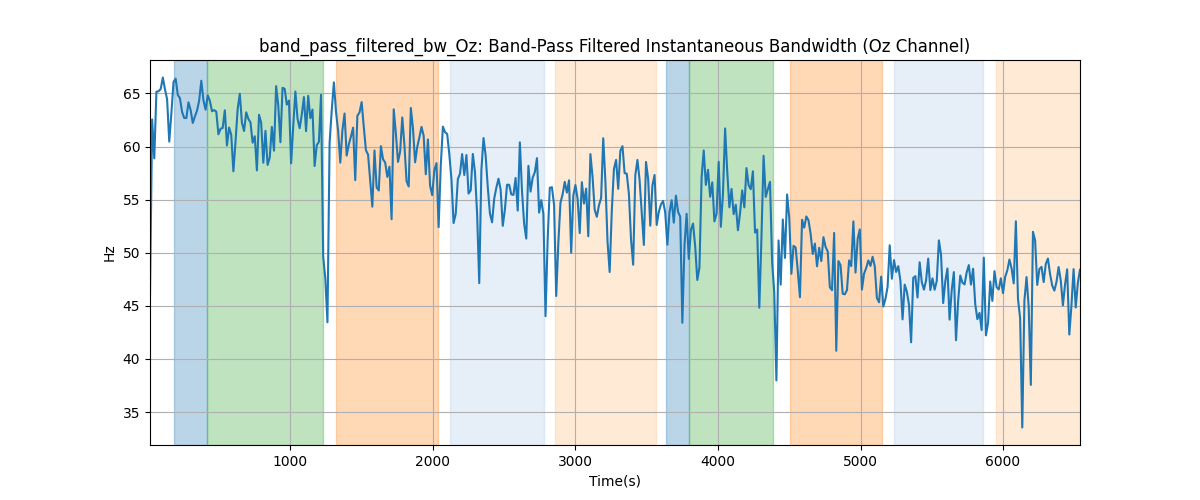 band_pass_filtered_bw_Oz: Band-Pass Filtered Instantaneous Bandwidth (Oz Channel)
65
60
55
50
45
40
35
Hz
1000 2000 3000 4000 5000 6000
Time(s)